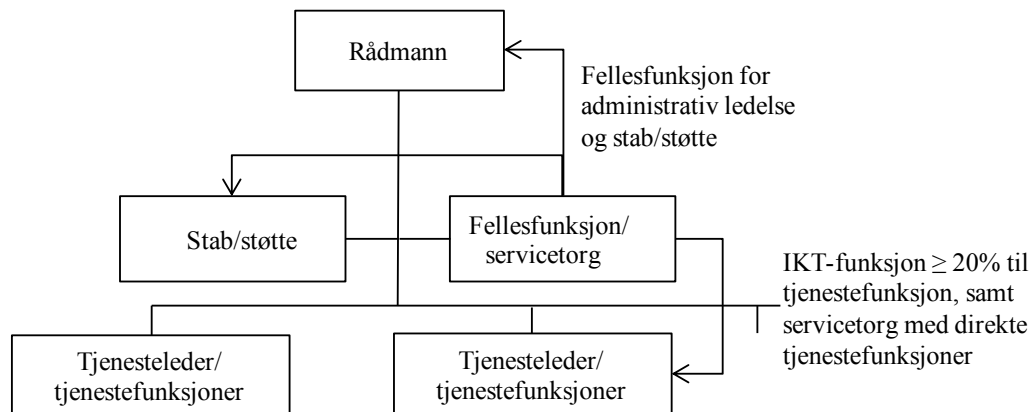 Rådmann
Fellesfunksjon for
administrativ ledelse
og stab/støtte
Stab/støtte
Fellesfunksjon/
servicetorg
IKT-funksjon ≥ 20% til
tjenestefunksjon, samt
servicetorg med direkte
tjenestefunksjoner
Tjenesteleder/
tjenestefunksjoner
Tjenesteleder/
tjenestefunksjoner